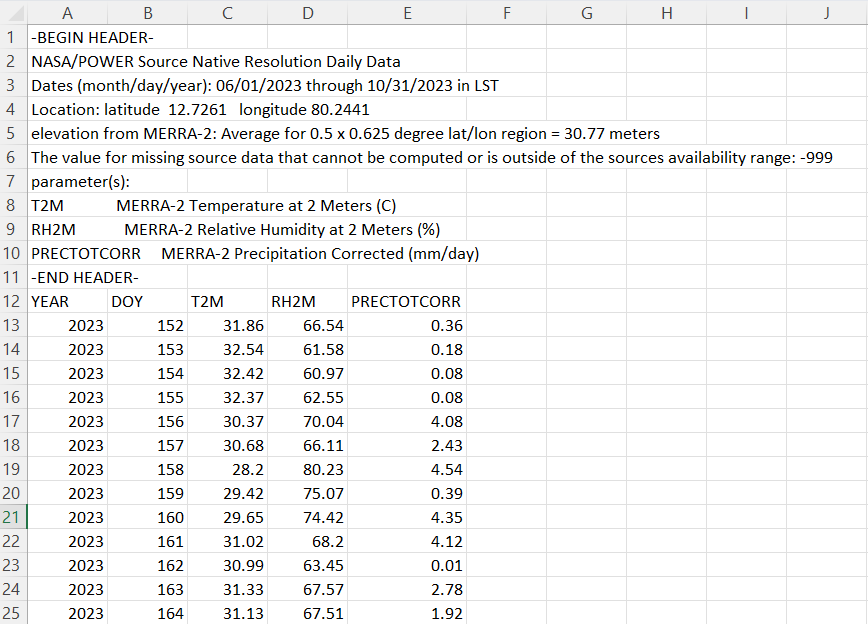 A B C D E F G H I J
1 -BEGIN HEADER-
2 NASA/POWER Source Native Resolution Daily Data
3 Dates (month/day/year): 06/01/2023 through 10/31/2023 in LST
4 Location: latitude  12.7261   longitude 80.2441
5 elevation from MERRA-2: Average for 0.5 x 0.625 degree lat/lon region = 30.77 meters
6 The value for missing source data that cannot be computed or is outside of the sources availability range: -999
7 parameter(s):
8 T2M MERRA-2 Temperature at 2 Meters (C)
9 RH2M MERRA-2 Relative Humidity at 2 Meters (%)
10 PRECTOTCORR MERRA-2 Precipitation Corrected (mm/day)
11 -END HEADER-
12 YEAR DOY T2M RH2M PRECTOTCORR
13 2023 152 31.86 66.54 0.36
14 2023 153 32.54 61.58 0.18
15 2023 154 32.42 60.97 0.08
16 2023 155 32.37 62.55 0.08
17 2023 156 30.37 70.04 4.08
18 2023 157 30.68 66.11 2.43
19 2023 158 28.2 80.23 4.54
20 2023 159 29.42 75.07 0.39
21 2023 160 29.65 74.42 4.35
22 2023 161 31.02 68.2 4.12
23 2023 162 30.99 63.45 0.01
24 2023 163 31.33 67.57 2.78
25 2023 164 31.13 67.51 1.92